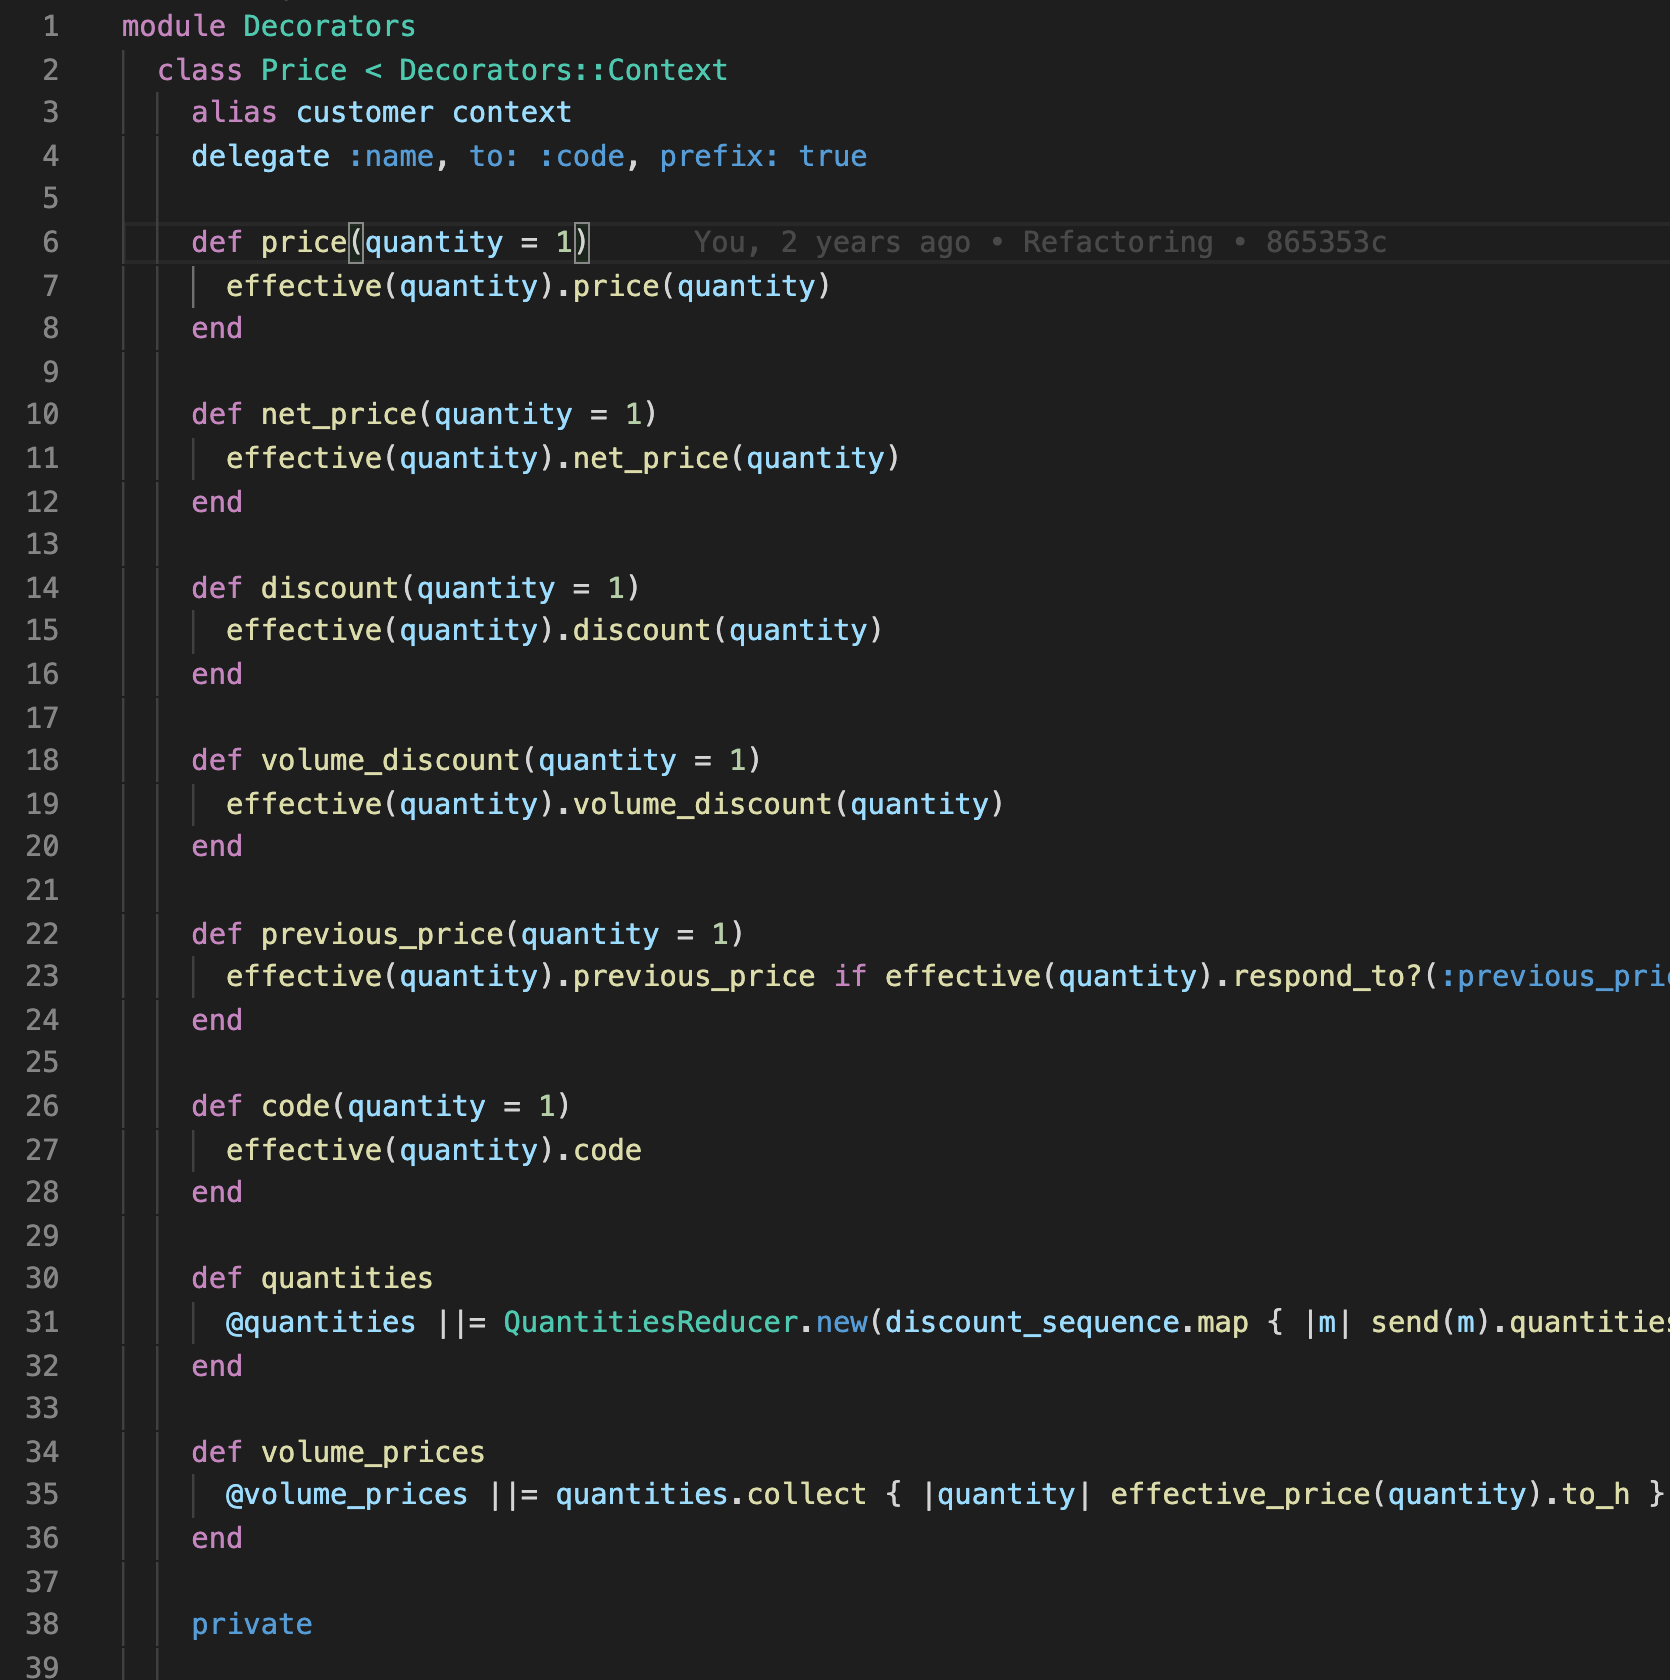 1 module Decorators
2 class Price < Decorators::Context
3 alias customer context
4 delegate :name, to: :code, prefix: true
5
6 def price(quantity = 1) You, 2 years ago • Refactoring • 865353c
7 effective(quantity).price(quantity)
8 end
9
10 def net_price(quantity = 1)
11 effective(quantity).net_price(quantity)
12 end
13
14 def discount(quantity = 1)
15 effective(quantity).discount(quantity)
16 end
17
18 def volume_discount(quantity = 1)
19 effective(quantity).volume_discount(quantity)
20 end
21
22 def previous_price(quantity = 1)
23 effective(quantity).previous_price if effective(quantity).respond_to?(:previous_pri
24 end
25
26 def code(quantity = 1)
27 effective(quantity).code
28 end
29
30 def quantities
31 @quantities ||= QuantitiesReducer.new(discount_sequence.map { |m| send(m).quantities
32 end
33
34 def volume_prices
35 @volume_prices ||= quantities.collect { |quantity| effective_price(quantity).to_h }
36 end
37
38 private
39